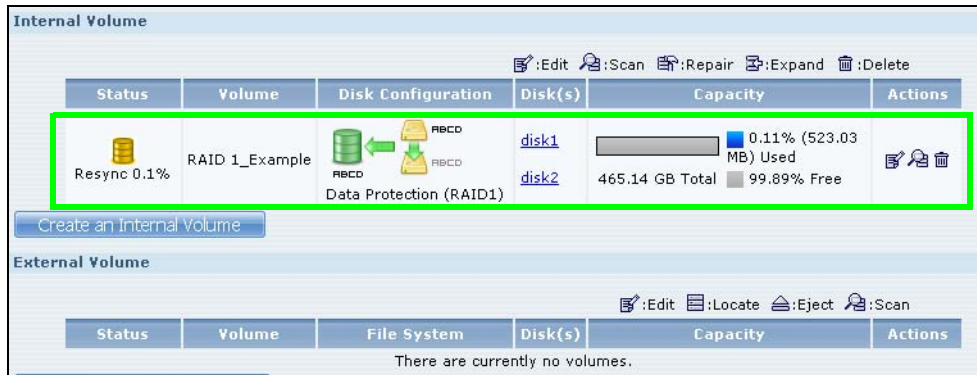 Internal Volume
:Edit :Scan :Repair :Expand :Delete
Status Volume Disk Configuration Disk(s) Capacity Actions
Resync 0.1%
RAID 1_Example
ABCD
ABCD
ABCD
Data Protection (RAID1)
disk1
disk2
0.11% (523.03
MB) Used
465.14 GB Total 99.89% Free
Create an Internal Volume
External Volume
:Edit :Locate :Eject :Scan
Status Volume File System Disk(s) Capacity Actions
There are currently no volumes.